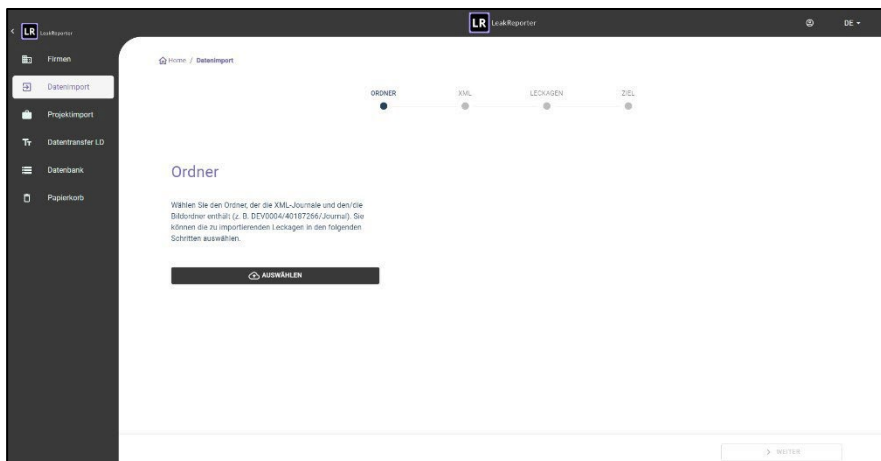 LR LeakReporter
LR LeakReporter
DE
Firmen
Datenimport
Projektimport
Datentransfer LD
Datenbank
Papierkorb
Home / Datenimport
ORDNER XML LECKAGEN ZIEL
Ordner
Wählen Sie den Ordner, der die XML-Journale und den/die
Bildordner enthält (z. B. DEV0004/40187266/Journal). Sie
können die zu importierenden Leckagen in den folgenden
Schritten auswählen.
AUSWÄHLEN
WEITER